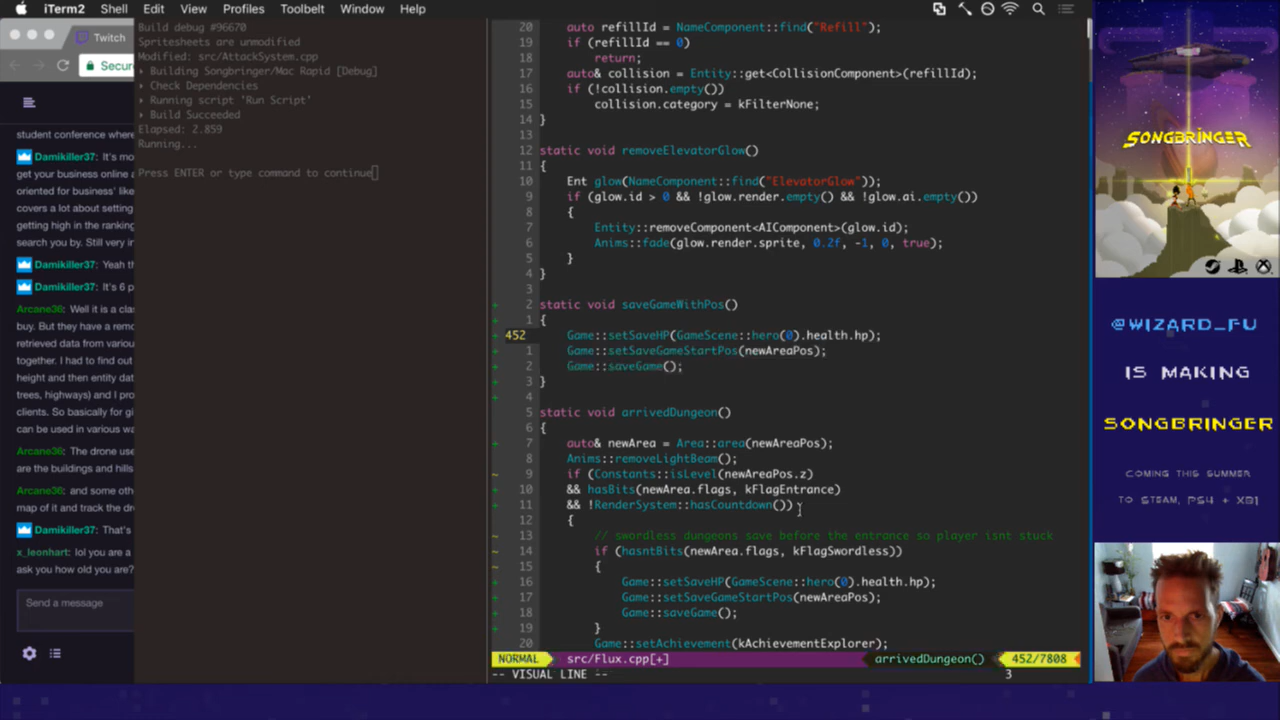 iTerm2 Shell Edit View Profiles Toolbelt Window Help
Twitch
Secure
student conference where
Damikiller37: It's mo
get your business online a
oriented for business' like
covers a lot about setting
getting high in the ranking
search you by. Still very in
Damikiller37: Yeah th
Damikiller37: It's 6 p
Arcane36: Well it is a cla
buy. But they have a remo
retrieved data from variou
together. I had to find out
height and then entity dat
trees, highways) and I pro
clients. So basically for gi
can be used in various wa
Arcane36: The drone use
are the buildings and hills
Arcane36: and some oth
map of it and track the dr
Damikiller37: That's
x_leonhart: lol you are a
ask you how old you are?
Send a message
Build debug #96670
Spritesheets are unmodified
Modified: src/AttackSystem.cpp
▸ Building Songbringer/Mac Rapid [Debug]
▸ Check Dependencies
▸ Running script 'Run Script'
▸ Build Succeeded
Elapsed: 2.859
Running...
Press ENTER or type command to continue
20 auto refillId = NameComponent::find("Refill");
19 if (refillId == 0)
18 return;
17 auto& collision = Entity::get<CollisionComponent>(refillId);
16 if (!collision.empty())
15 collision.category = kFilterNone;
14 }
13
12 static void removeElevatorGlow()
11 {
10 Ent glow(NameComponent::find("ElevatorGlow"));
9 if (glow.id > 0 && !glow.render.empty() && !glow.ai.empty())
8 {
7 Entity::removeComponent<AIComponent>(glow.id);
6 Anims::fade(glow.render.sprite, 0.2f, -1, 0, true);
5 }
4 }
3
+ 2 static void saveGameWithPos()
+ 1 {
+ 452 Game::setSaveHP(GameScene::hero(0).health.hp);
+ 1 Game::setSaveGameStartPos(newAreaPos);
+ 2 Game::saveGame();
+ 3 }
+ 4
5 static void arrivedDungeon()
6 {
+ 7 auto& newArea = Area::area(newAreaPos);
8 Anims::removeLightBeam();
~ 9 if (Constants::isLevel(newAreaPos.z)
+ 10 && hasBits(newArea.flags, kFlagEntrance)
+ 11 && !RenderSystem::hasCountdown())
12 {
~ 13 // swordless dungeons save before the entrance so player isnt stuck
~ 14 if (hasntBits(newArea.flags, kFlagSwordless))
~ 15 {
+ 16 Game::setSaveHP(GameScene::hero(0).health.hp);
+ 17 Game::setSaveGameStartPos(newAreaPos);
+ 18 Game::saveGame();
+ 19 }
20 Game::setAchievement(kAchievementExplorer);
NORMAL src/Flux.cpp[+] arrivedDungeon() 452/7808
-- VISUAL LINE -- 3
SONGBRINGER
@WIZARD_FU
IS MAKING
SONGBRINGER
COMING THIS SUMMER
TO STEAM, PS4 + XB1